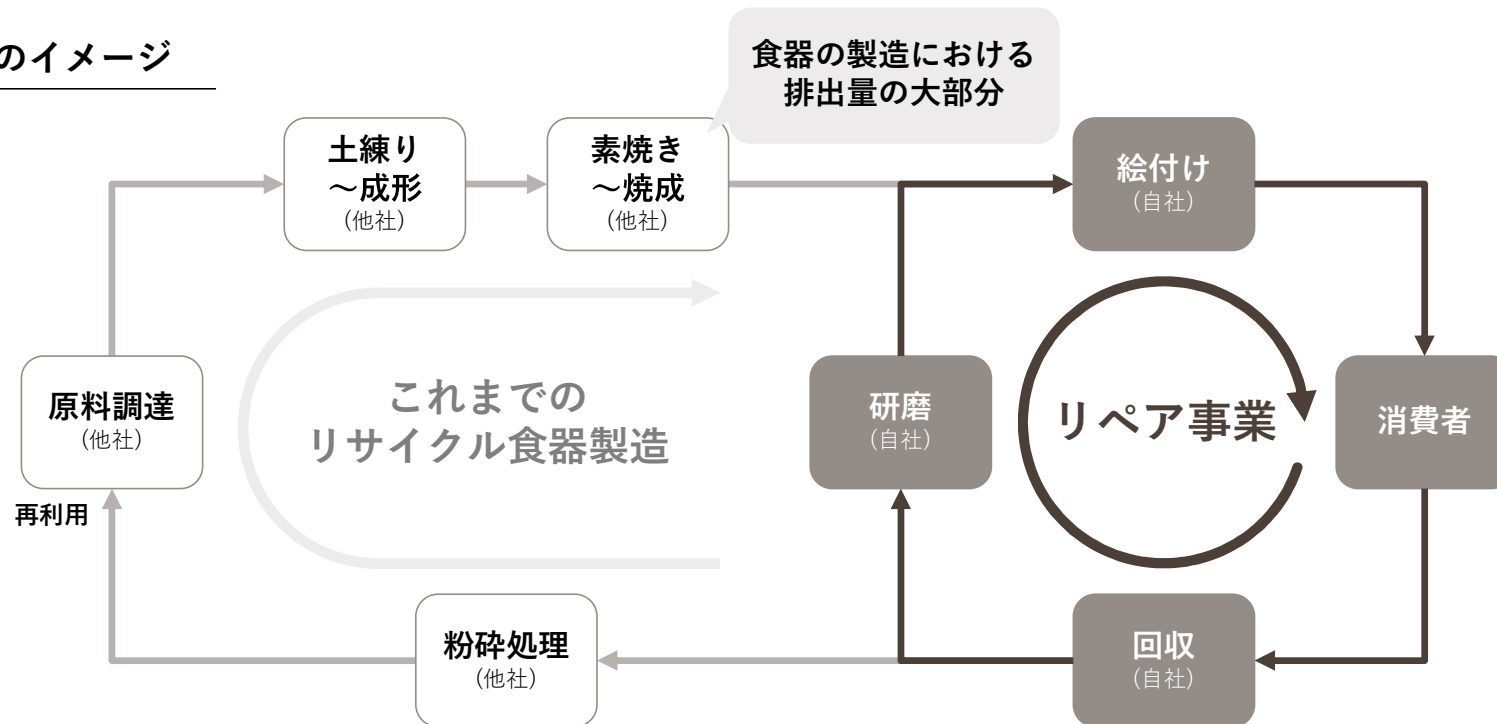 のイメージ
食器の製造における
排出量の大部分
土練り
～成形
(他社)
素焼き
～焼成
(他社)
絵付け
(自社)
原料調達
(他社)
これまでの
リサイクル食器製造
研磨
(自社)
リペア事業
消費者
再利用
粉砕処理
(他社)
回収
(自社)